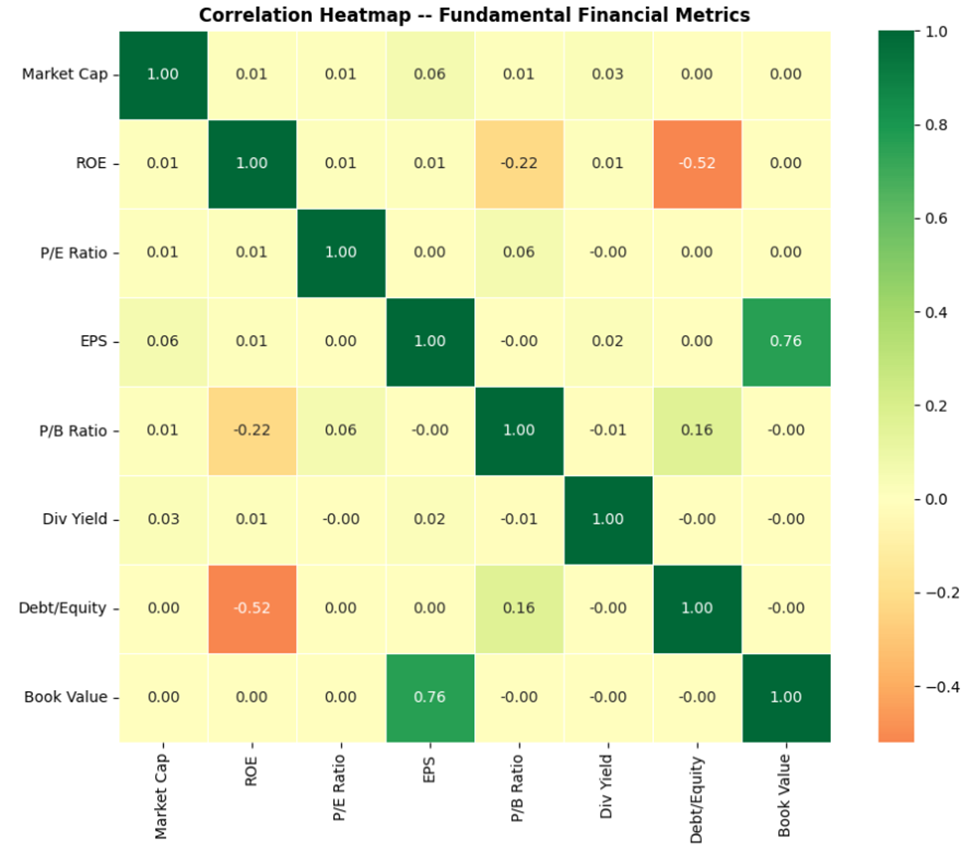 Correlation Heatmap -- Fundamental Financial Metrics
Market Cap 1.00 0.01 0.01 0.06 0.01 0.03 0.00 0.00
ROE 0.01 1.00 0.01 0.01 -0.22 0.01 -0.52 0.00
P/E Ratio 0.01 0.01 1.00 0.00 0.06 -0.00 0.00 0.00
EPS 0.06 0.01 0.00 1.00 -0.00 0.02 0.00 0.76
P/B Ratio 0.01 -0.22 0.06 -0.00 1.00 -0.01 0.16 -0.00
Div Yield 0.03 0.01 -0.00 0.02 -0.01 1.00 -0.00 -0.00
Debt/Equity 0.00 -0.52 0.00 0.00 0.16 -0.00 1.00 -0.00
Book Value 0.00 0.00 0.00 0.76 -0.00 -0.00 -0.00 1.00
Market Cap
ROE
P/E Ratio
EPS
P/B Ratio
Div Yield
Debt/Equity
Book Value
1.0
0.8
0.6
0.4
0.2
0.0
−0.2
−0.4